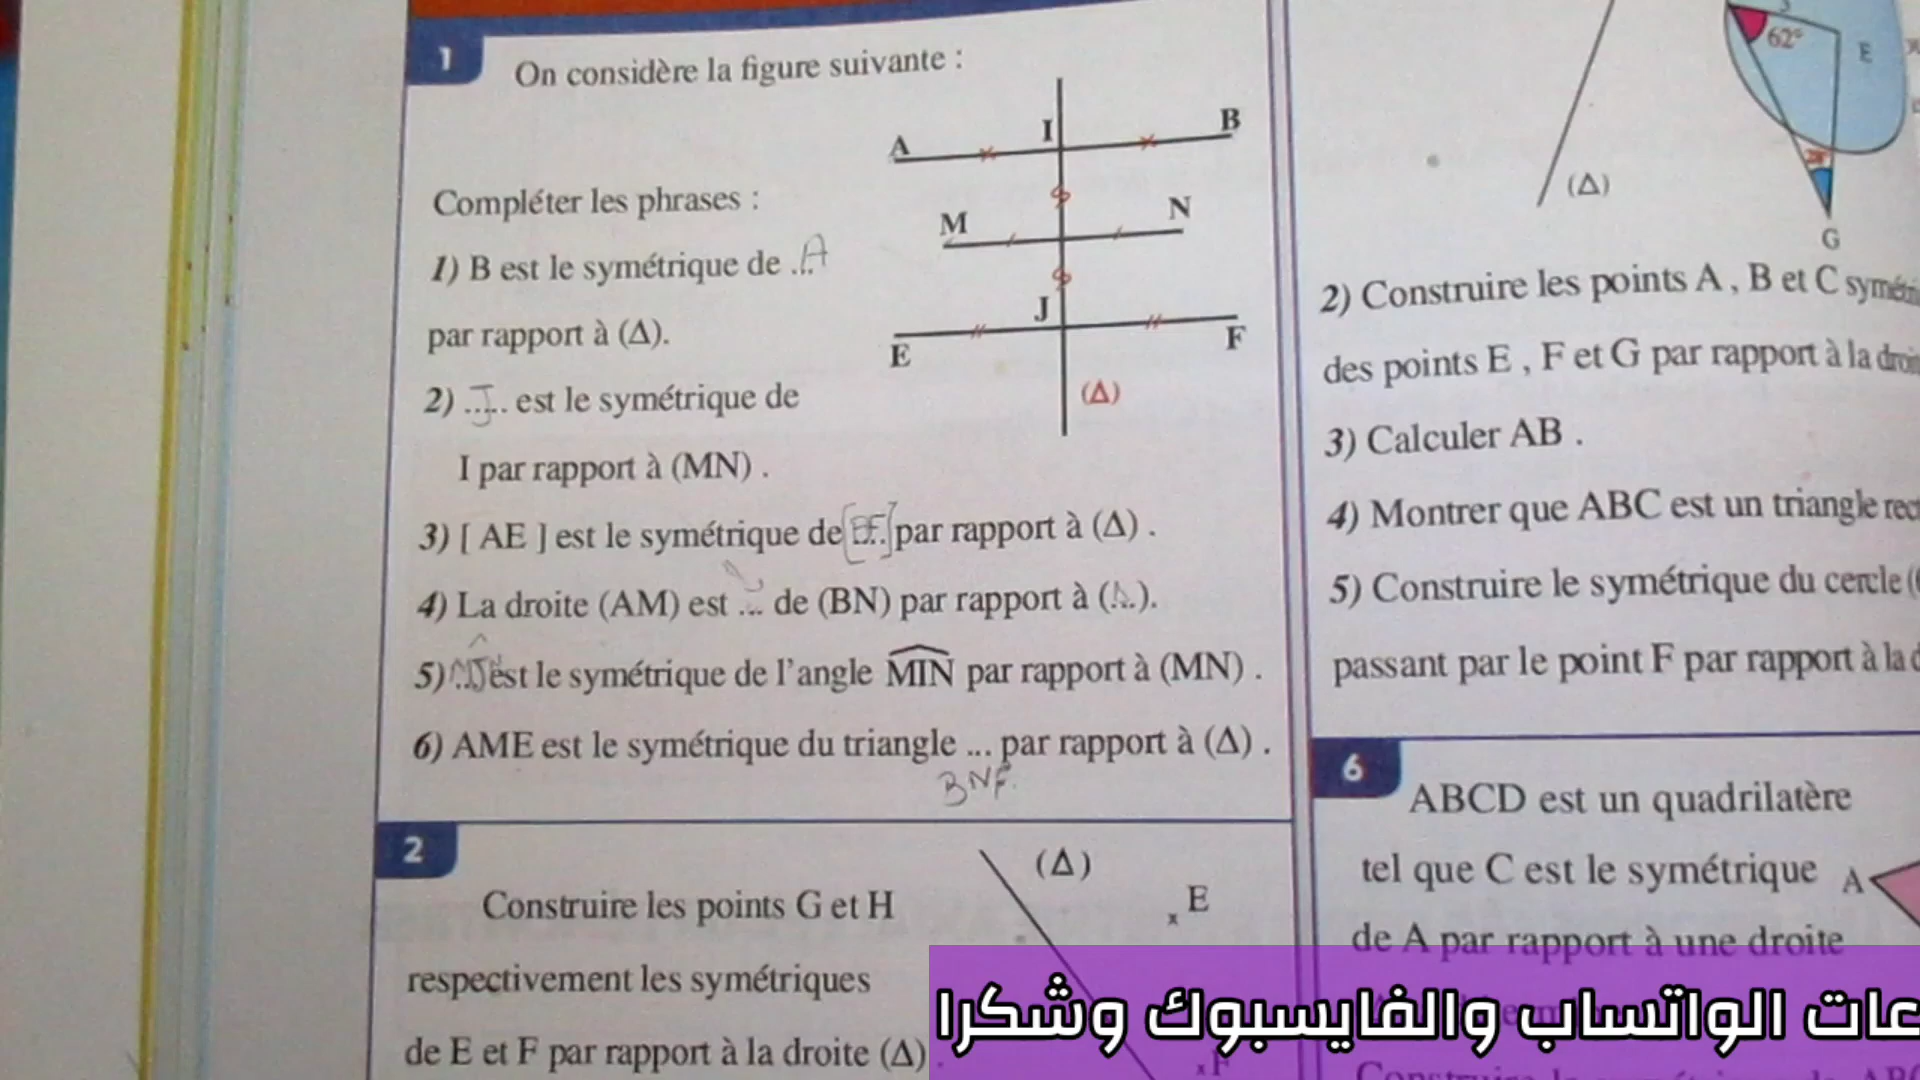 1
On considère la figure suivante :
A
I
B
M
N
J
E
F
(Δ)
Compléter les phrases :
1) B est le symétrique de ... A
par rapport à (Δ).
2) ..J.. est le symétrique de
I par rapport à (MN) .
3) [ AE ] est le symétrique de par rapport à (Δ) .
4) La droite (AM) est ... de (BN) par rapport à (...).
5) est le symétrique de l'angle MIN par rapport à (MN) .
6) AME est le symétrique du triangle ... par rapport à (Δ) .
BNF.
2
(Δ)
Construire les points G et H
E
respectivement les symétriques
de E et F par rapport à la droite (Δ) .
F
62°
E
(Δ)
G
2) Construire les points A , B et C
des points E , F et G par rapport à la
3) Calculer AB .
4) Montrer que ABC est un triangle
5) Construire le symétrique du cercle
passant par le point F par rapport à la
6
ABCD est un quadrilatère
tel que C est le symétrique
A
de A par rapport à une droite
الواتساب والفايسبوك وشكرا